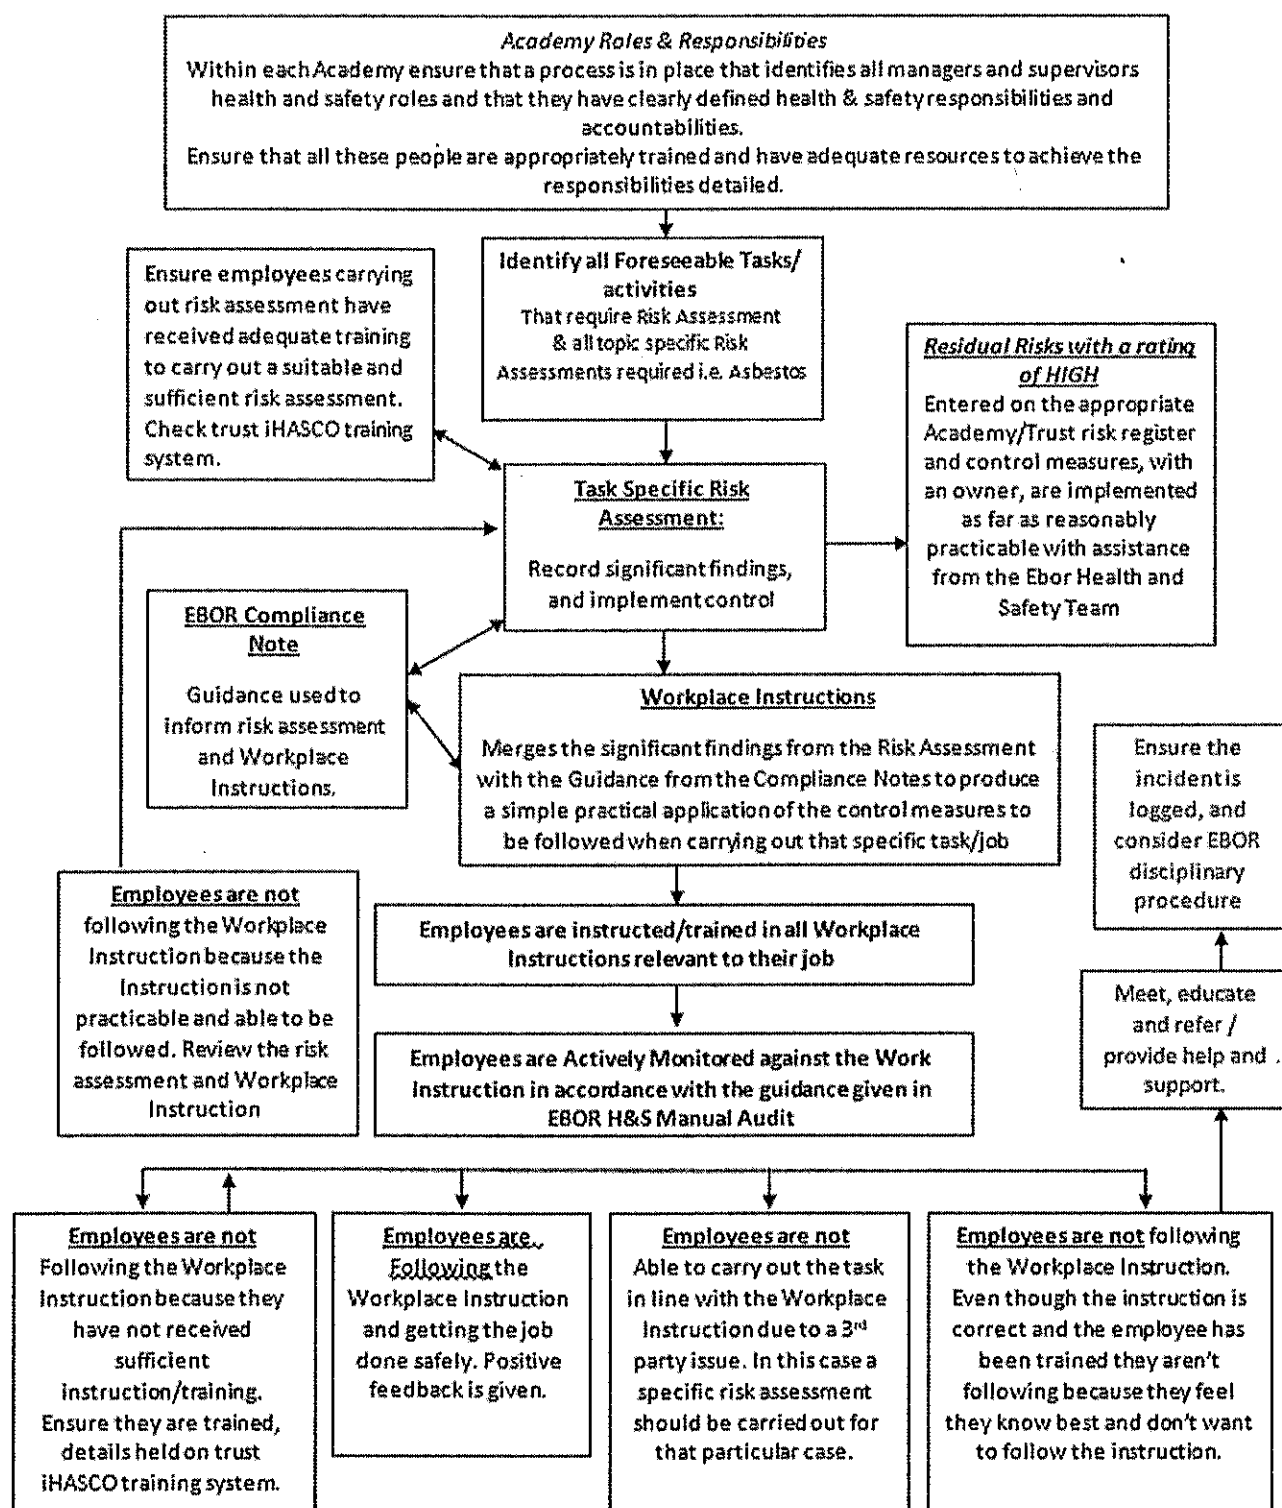 Academy Roles & Responsibilities
Within each Academy ensure that a process is in place that identifies all managers and supervisors
health and safety roles and that they have clearly defined health & safety responsibilities and
accountabilities.
Ensure that all these people are appropriately trained and have adequate resources to achieve the
responsibilities detailed.
Ensure employees carrying
out risk assessment have
received adequate training
to carry out a suitable and
sufficient risk assessment.
Check trust iHASCO training
system.
Identify all Foreseeable Tasks/
activities
That require Risk Assessment
& all topic specific Risk
Assessments required i.e. Asbestos
Residual Risks with a rating
of HIGH
Entered on the appropriate
Academy/Trust risk register
and control measures, with
an owner, are implemented
as far as reasonably
practicable with assistance
from the Ebor Health and
Safety Team
Task Specific Risk
Assessment:
Record significant findings,
and implement control
EBOR Compliance
Note
Guidance used to
inform risk assessment
and Workplace
Instructions.
Workplace Instructions
Merges the significant findings from the Risk Assessment
with the Guidance from the Compliance Notes to produce
a simple practical application of the control measures to
be followed when carrying out that specific task/job
Ensure the
incident is
logged, and
consider EBOR
disciplinary
procedure
Employees are not
following the Workplace
Instruction because the
Instruction is not
practicable and able to be
followed. Review the risk
assessment and Workplace
Instruction
Employees are instructed/trained in all Workplace
Instructions relevant to their job
Meet, educate
and refer /
provide help and
support.
Employees are Actively Monitored against the Work
Instruction in accordance with the guidance given in
EBOR H&S Manual Audit
Employees are not
Following the Workplace
Instruction because they
have not received
sufficient
instruction/training.
Ensure they are trained,
details held on trust
iHASCO training system.
Employees are
Following the
Workplace Instruction
and getting the job
done safely. Positive
feedback is given.
Employees are not
Able to carry out the task
in line with the Workplace
Instruction due to a 3rd
party issue. In this case a
specific risk assessment
should be carried out for
that particular case.
Employees are not following
the Workplace Instruction.
Even though the instruction is
correct and the employee has
been trained they aren't
following because they feel
they know best and don't want
to follow the instruction.